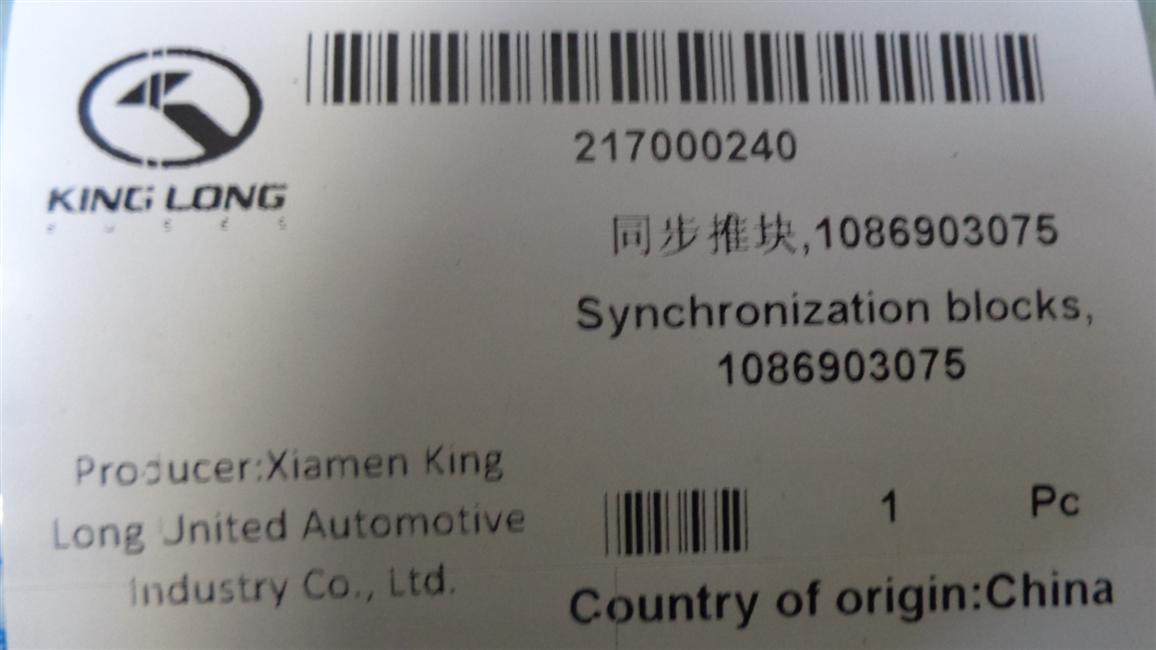 KING LONG
217000240
同步推块,1086903075
Synchronization blocks,
1086903075
Producer:Xiamen King
Long United Automotive
Industry Co., Ltd.
1 Pc
Country of origin:China